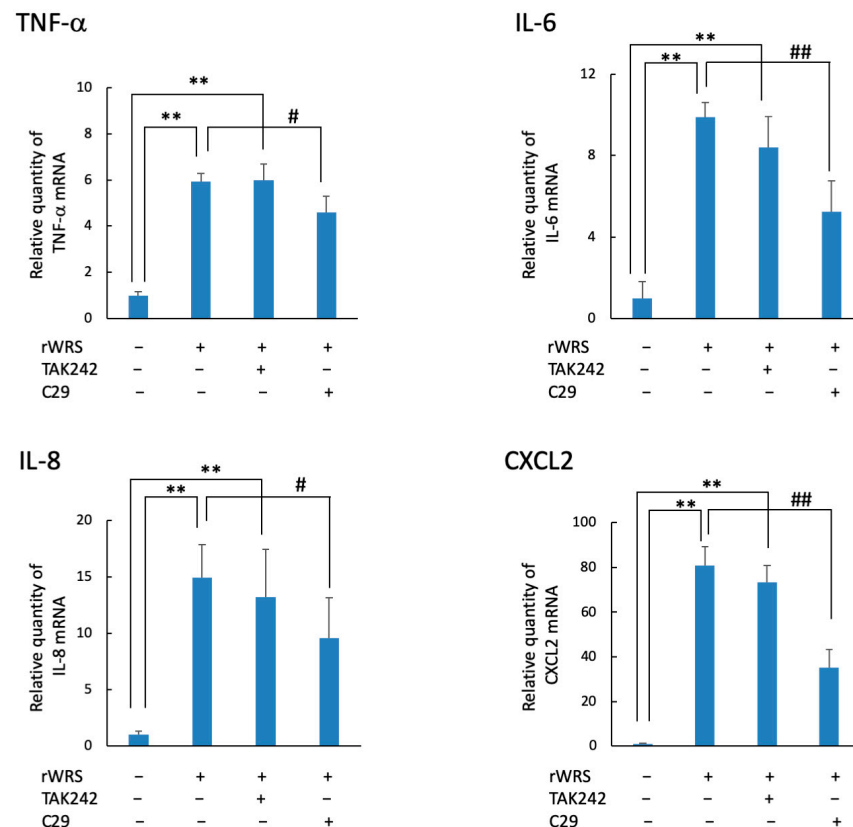 TNF-α
**
**
#
Relative quantity of
TNF-α mRNA
10
8
6
4
2
0
rWRS – + + +
TAK242 – – + –
C29 – – – +
IL-6
**
**
##
Relative quantity of
IL-6 mRNA
12
8
4
0
rWRS – + + +
TAK242 – – + –
C29 – – – +
IL-8
**
**
#
Relative quantity of
IL-8 mRNA
20
15
10
5
0
rWRS – + + +
TAK242 – – + –
C29 – – – +
CXCL2
**
**
##
Relative quantity of
CXCL2 mRNA
100
80
60
40
20
0
rWRS – + + +
TAK242 – – + –
C29 – – – +